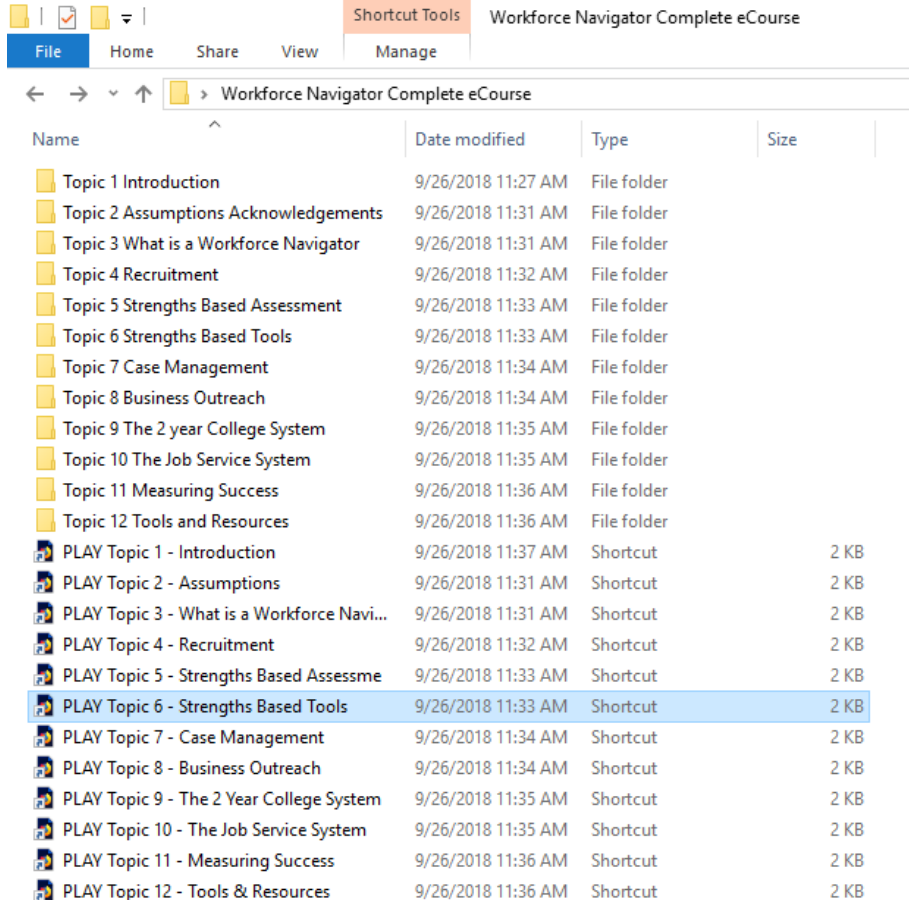 Shortcut Tools Workforce Navigator Complete eCourse
File Home Share View Manage
Workforce Navigator Complete eCourse
Name Date modified Type Size
Topic 1 Introduction 9/26/2018 11:27 AM File folder
Topic 2 Assumptions Acknowledgements 9/26/2018 11:31 AM File folder
Topic 3 What is a Workforce Navigator 9/26/2018 11:31 AM File folder
Topic 4 Recruitment 9/26/2018 11:32 AM File folder
Topic 5 Strengths Based Assessment 9/26/2018 11:33 AM File folder
Topic 6 Strengths Based Tools 9/26/2018 11:33 AM File folder
Topic 7 Case Management 9/26/2018 11:34 AM File folder
Topic 8 Business Outreach 9/26/2018 11:34 AM File folder
Topic 9 The 2 year College System 9/26/2018 11:35 AM File folder
Topic 10 The Job Service System 9/26/2018 11:35 AM File folder
Topic 11 Measuring Success 9/26/2018 11:36 AM File folder
Topic 12 Tools and Resources 9/26/2018 11:36 AM File folder
PLAY Topic 1 - Introduction 9/26/2018 11:37 AM Shortcut 2 KB
PLAY Topic 2 - Assumptions 9/26/2018 11:31 AM Shortcut 2 KB
PLAY Topic 3 - What is a Workforce Navi... 9/26/2018 11:31 AM Shortcut 2 KB
PLAY Topic 4 - Recruitment 9/26/2018 11:32 AM Shortcut 2 KB
PLAY Topic 5 - Strengths Based Assessme 9/26/2018 11:33 AM Shortcut 2 KB
PLAY Topic 6 - Strengths Based Tools 9/26/2018 11:33 AM Shortcut 2 KB
PLAY Topic 7 - Case Management 9/26/2018 11:34 AM Shortcut 2 KB
PLAY Topic 8 - Business Outreach 9/26/2018 11:34 AM Shortcut 2 KB
PLAY Topic 9 - The 2 Year College System 9/26/2018 11:35 AM Shortcut 2 KB
PLAY Topic 10 - The Job Service System 9/26/2018 11:35 AM Shortcut 2 KB
PLAY Topic 11 - Measuring Success 9/26/2018 11:36 AM Shortcut 2 KB
PLAY Topic 12 - Tools & Resources 9/26/2018 11:36 AM Shortcut 2 KB